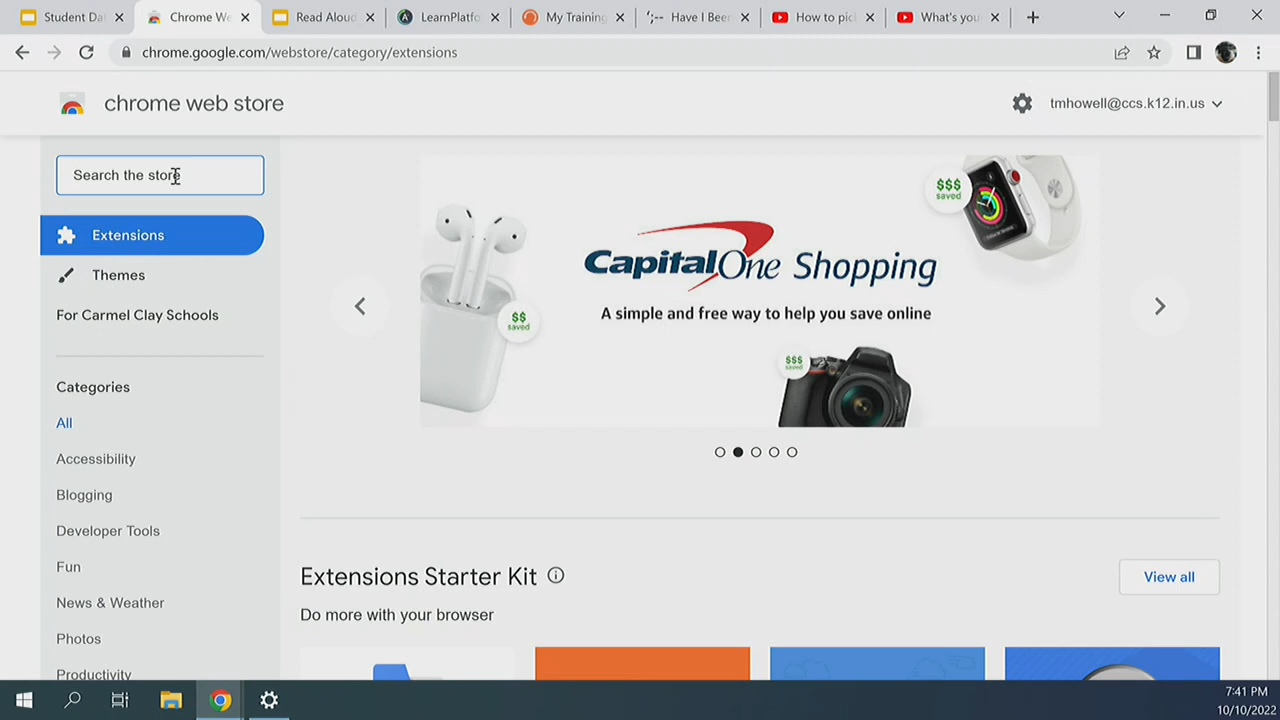 Student Da
Chrome We
Read Alou
LearnPlatfo
My Training
Have I Bee
How to pic
What's you
chrome.google.com/webstore/category/extensions
chrome web store
tmhowell@ccs.k12.in.us
Search the store
Extensions
Themes
For Carmel Clay Schools
Categories
All
Accessibility
Blogging
Developer Tools
Fun
News & Weather
Photos
Productivity
$$$
saved
CapitalOne Shopping
A simple and free way to help you save online
$$
saved
$$$
saved
Extensions Starter Kit
View all
Do more with your browser
7:41 PM
10/10/2022